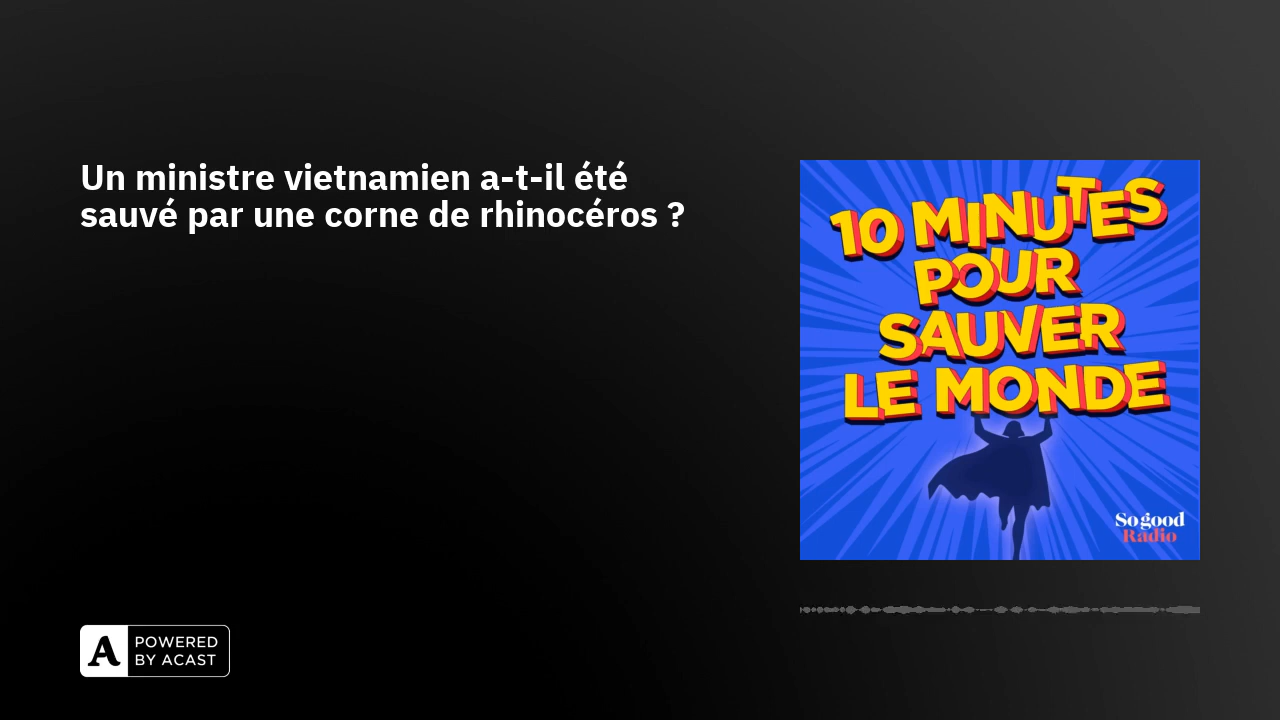 Un ministre vietnamien a-t-il été
sauvé par une corne de rhinocéros ?
10 MINUTES
POUR
SAUVER
LE MONDE
So good
Radio
A POWERED
BY ACAST